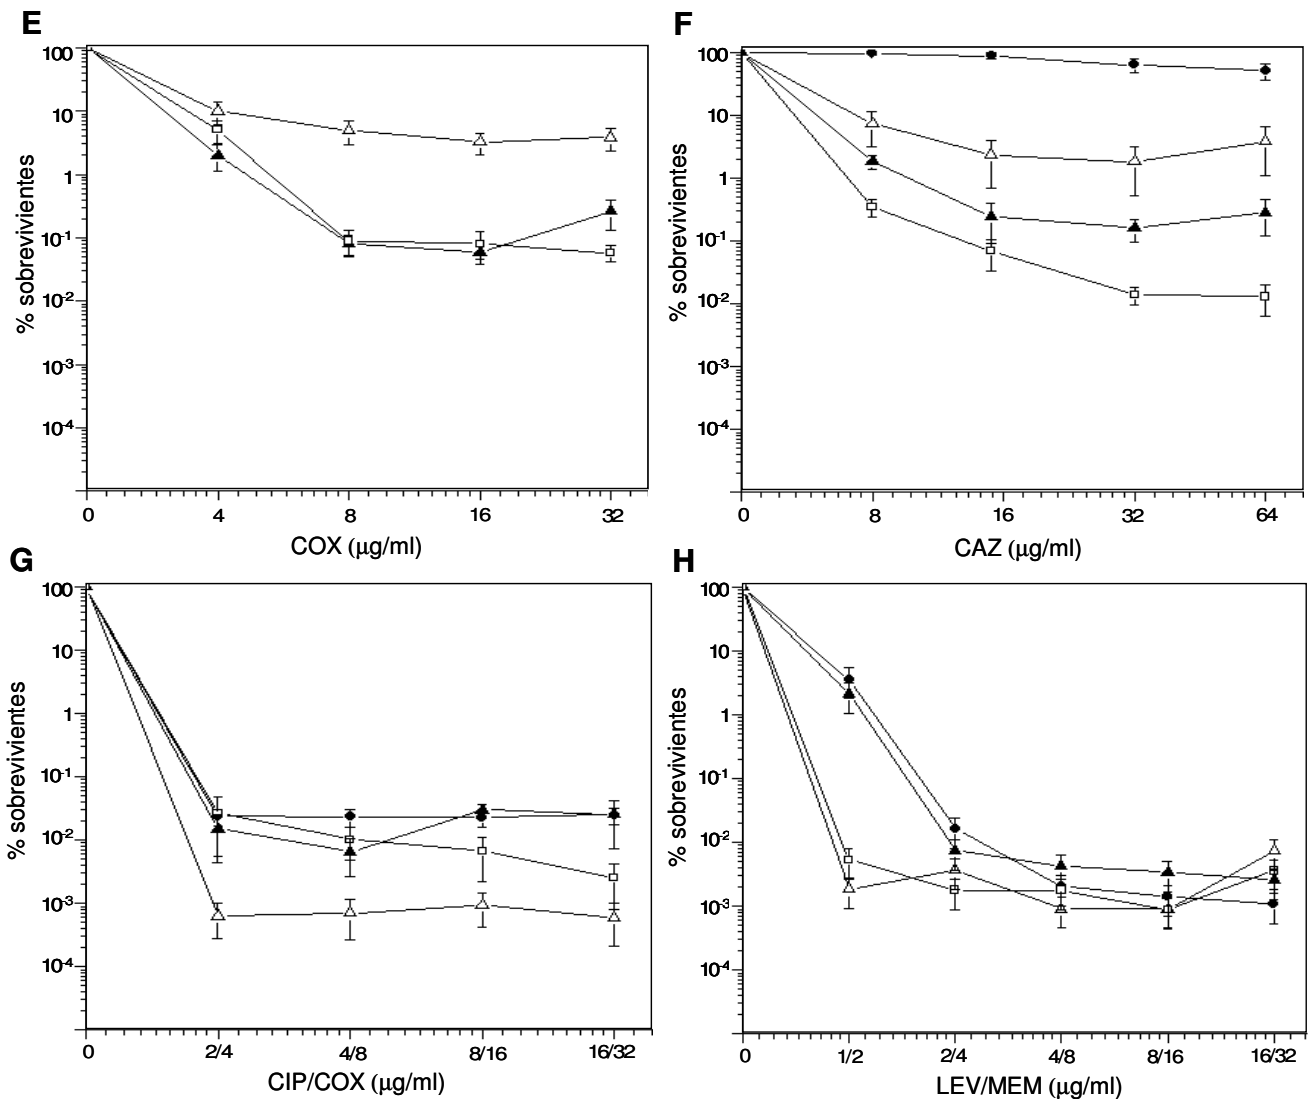 E
100
10
1
10-1
10-2
10-3
10-4
% sobrevivientes
0 4 8 16 32
COX (µg/ml)
F
100
10
1
10-1
10-2
10-3
10-4
% sobrevivientes
0 8 16 32 64
CAZ (µg/ml)
G
100
10
1
10-1
10-2
10-3
10-4
% sobrevivientes
0 2/4 4/8 8/16 16/32
CIP/COX (µg/ml)
H
100
10
1
10-1
10-2
10-3
10-4
% sobrevivientes
0 1/2 2/4 4/8 8/16 16/32
LEV/MEM (µg/ml)